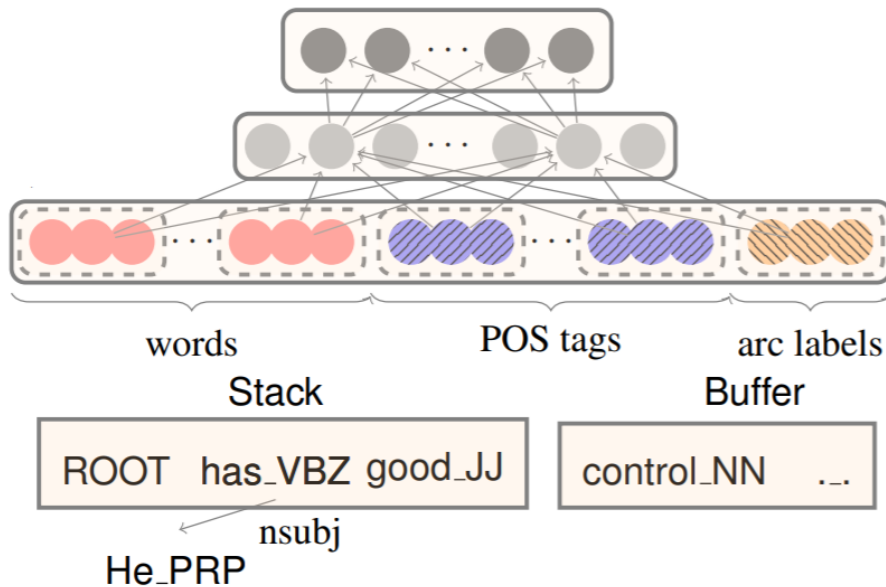 words POS tags arc labels
Stack Buffer
ROOT has_VBZ good_JJ control_NN ._.
nsubj
He_PRP